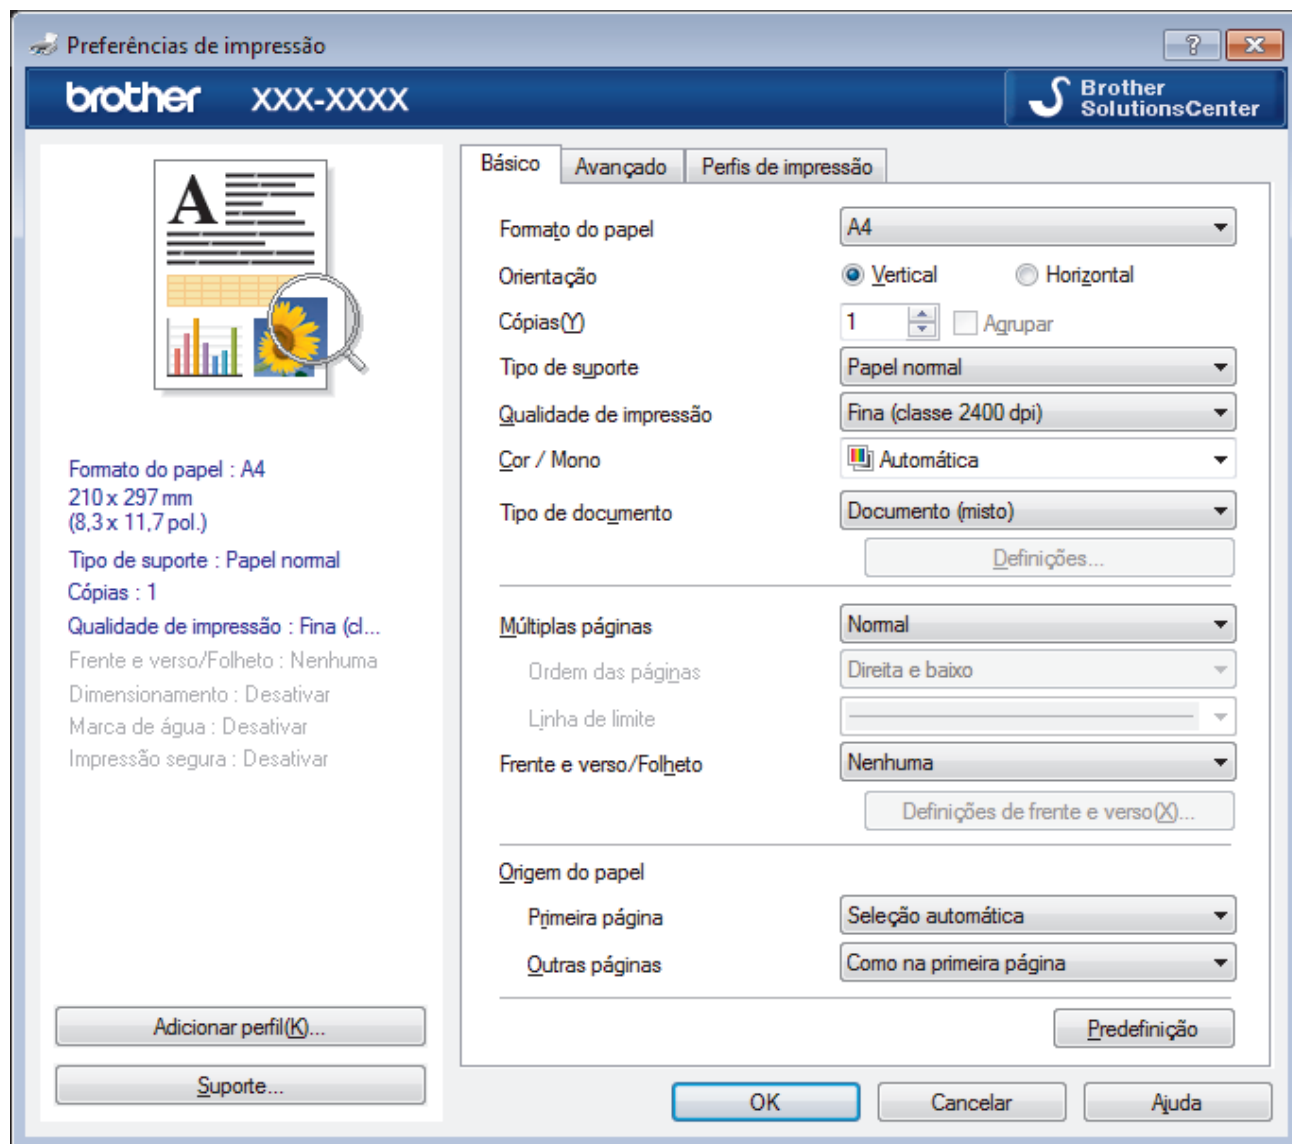 Preferências de impressão
?
brother XXX-XXXX
Brother
SolutionsCenter
A
Formato do papel : A4
210 x 297 mm
(8,3 x 11,7 pol.)
Tipo de suporte : Papel normal
Cópias : 1
Qualidade de impressão : Fina (cl...
Frente e verso/Folheto : Nenhuma
Dimensionamento : Desativar
Marca de água : Desativar
Impressão segura : Desativar
Adicionar perfil(K)...
Suporte...
Básico Avançado Perfis de impressão
Formato do papel A4
Orientação Vertical Horizontal
Cópias(Y) 1 Agrupar
Tipo de suporte Papel normal
Qualidade de impressão Fina (classe 2400 dpi)
Cor / Mono Automática
Tipo de documento Documento (misto)
Definições...
Múltiplas páginas Normal
Ordem das páginas Direita e baixo
Linha de limite
Frente e verso/Folheto Nenhuma
Definições de frente e verso(X)...
Origem do papel
Primeira página Seleção automática
Outras páginas Como na primeira página
Predefinição
OK Cancelar Ajuda